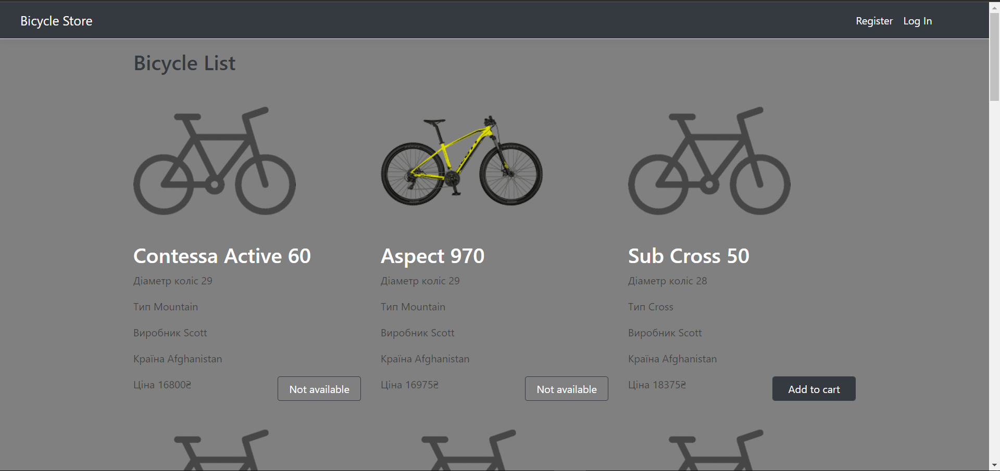 Bicycle Store
Register
Log In
Bicycle List
Contessa Active 60
Діаметр коліс 29
Тип Mountain
Виробник Scott
Країна Afghanistan
Ціна 16800₴
Not available
Aspect 970
Діаметр коліс 29
Тип Mountain
Виробник Scott
Країна Afghanistan
Ціна 16975₴
Not available
Sub Cross 50
Діаметр коліс 28
Тип Cross
Виробник Scott
Країна Afghanistan
Ціна 18375₴
Add to cart